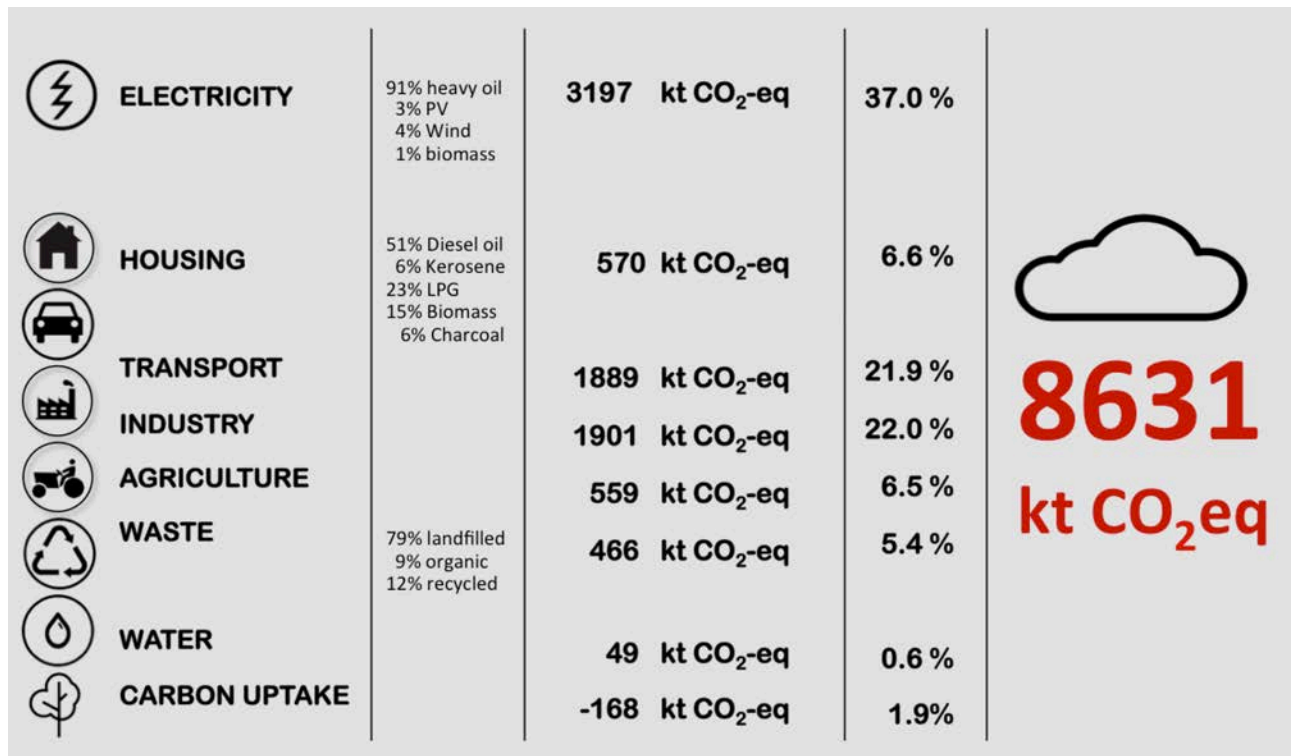 ELECTRICITY
91% heavy oil
3% PV
4% Wind
1% biomass
3197 kt CO₂-eq
37.0 %
HOUSING
51% Diesel oil
6% Kerosene
23% LPG
15% Biomass
6% Charcoal
570 kt CO₂-eq
6.6 %
TRANSPORT
1889 kt CO₂-eq
21.9 %
INDUSTRY
1901 kt CO₂-eq
22.0 %
AGRICULTURE
559 kt CO₂-eq
6.5 %
WASTE
79% landfilled
9% organic
12% recycled
466 kt CO₂-eq
5.4 %
WATER
49 kt CO₂-eq
0.6 %
CARBON UPTAKE
-168 kt CO₂-eq
1.9%
8631
kt CO₂eq